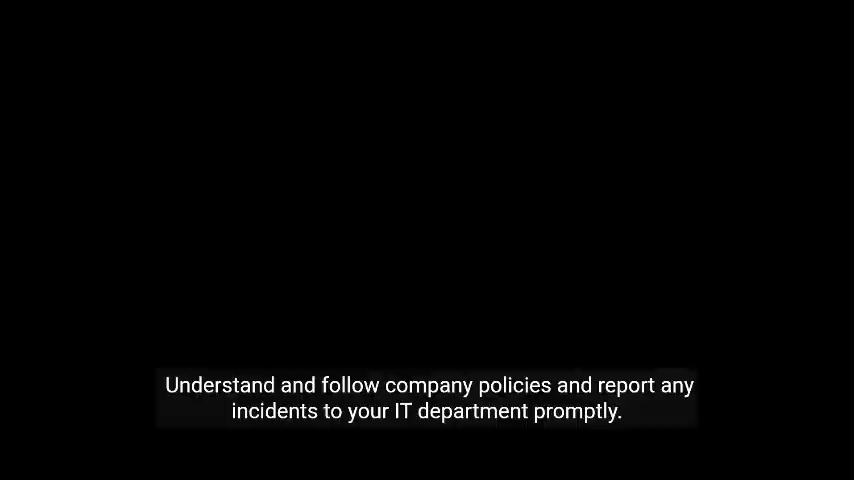 Understand and follow company policies and report any
incidents to your IT department promptly.